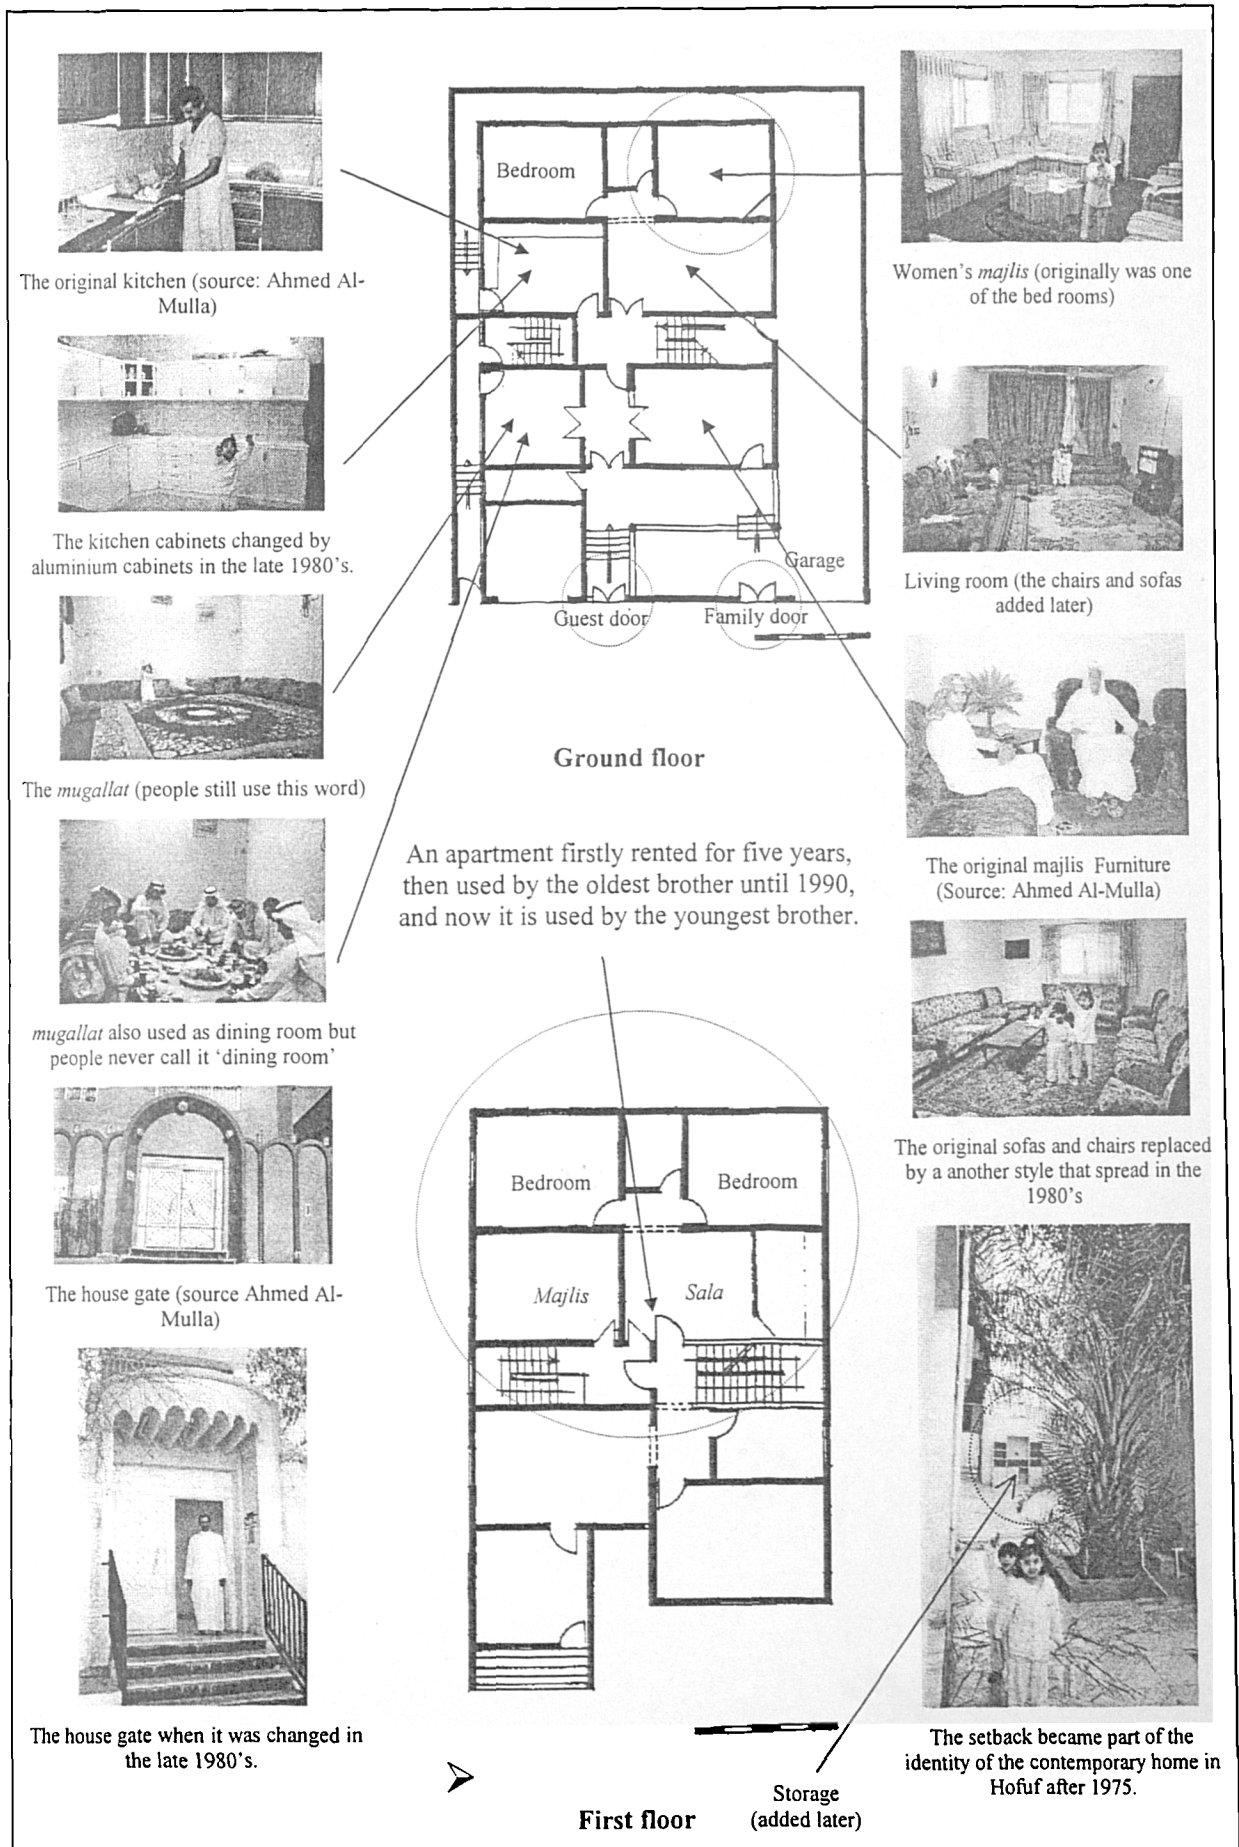 The original kitchen (source: Ahmed Al-
Mulla)
The kitchen cabinets changed by
aluminium cabinets in the late 1980's.
The mugallat (people still use this word)
mugallat also used as dining room but
people never call it ‘dining room’
The house gate (source Ahmed Al-
Mulla)
The house gate when it was changed in
the late 1980's.
Bedroom
Garage
Guest door
Family door
Ground floor
An apartment firstly rented for five years,
then used by the oldest brother until 1990,
and now it is used by the youngest brother.
Bedroom
Bedroom
Majlis
Sala
First floor
Storage
(added later)
Women's majlis (originally was one
of the bed rooms)
Living room (the chairs and sofas
added later)
The original majlis Furniture
(Source: Ahmed Al-Mulla)
The original sofas and chairs replaced
by a another style that spread in the
1980's
The setback became part of the
identity of the contemporary home in
Hofuf after 1975.